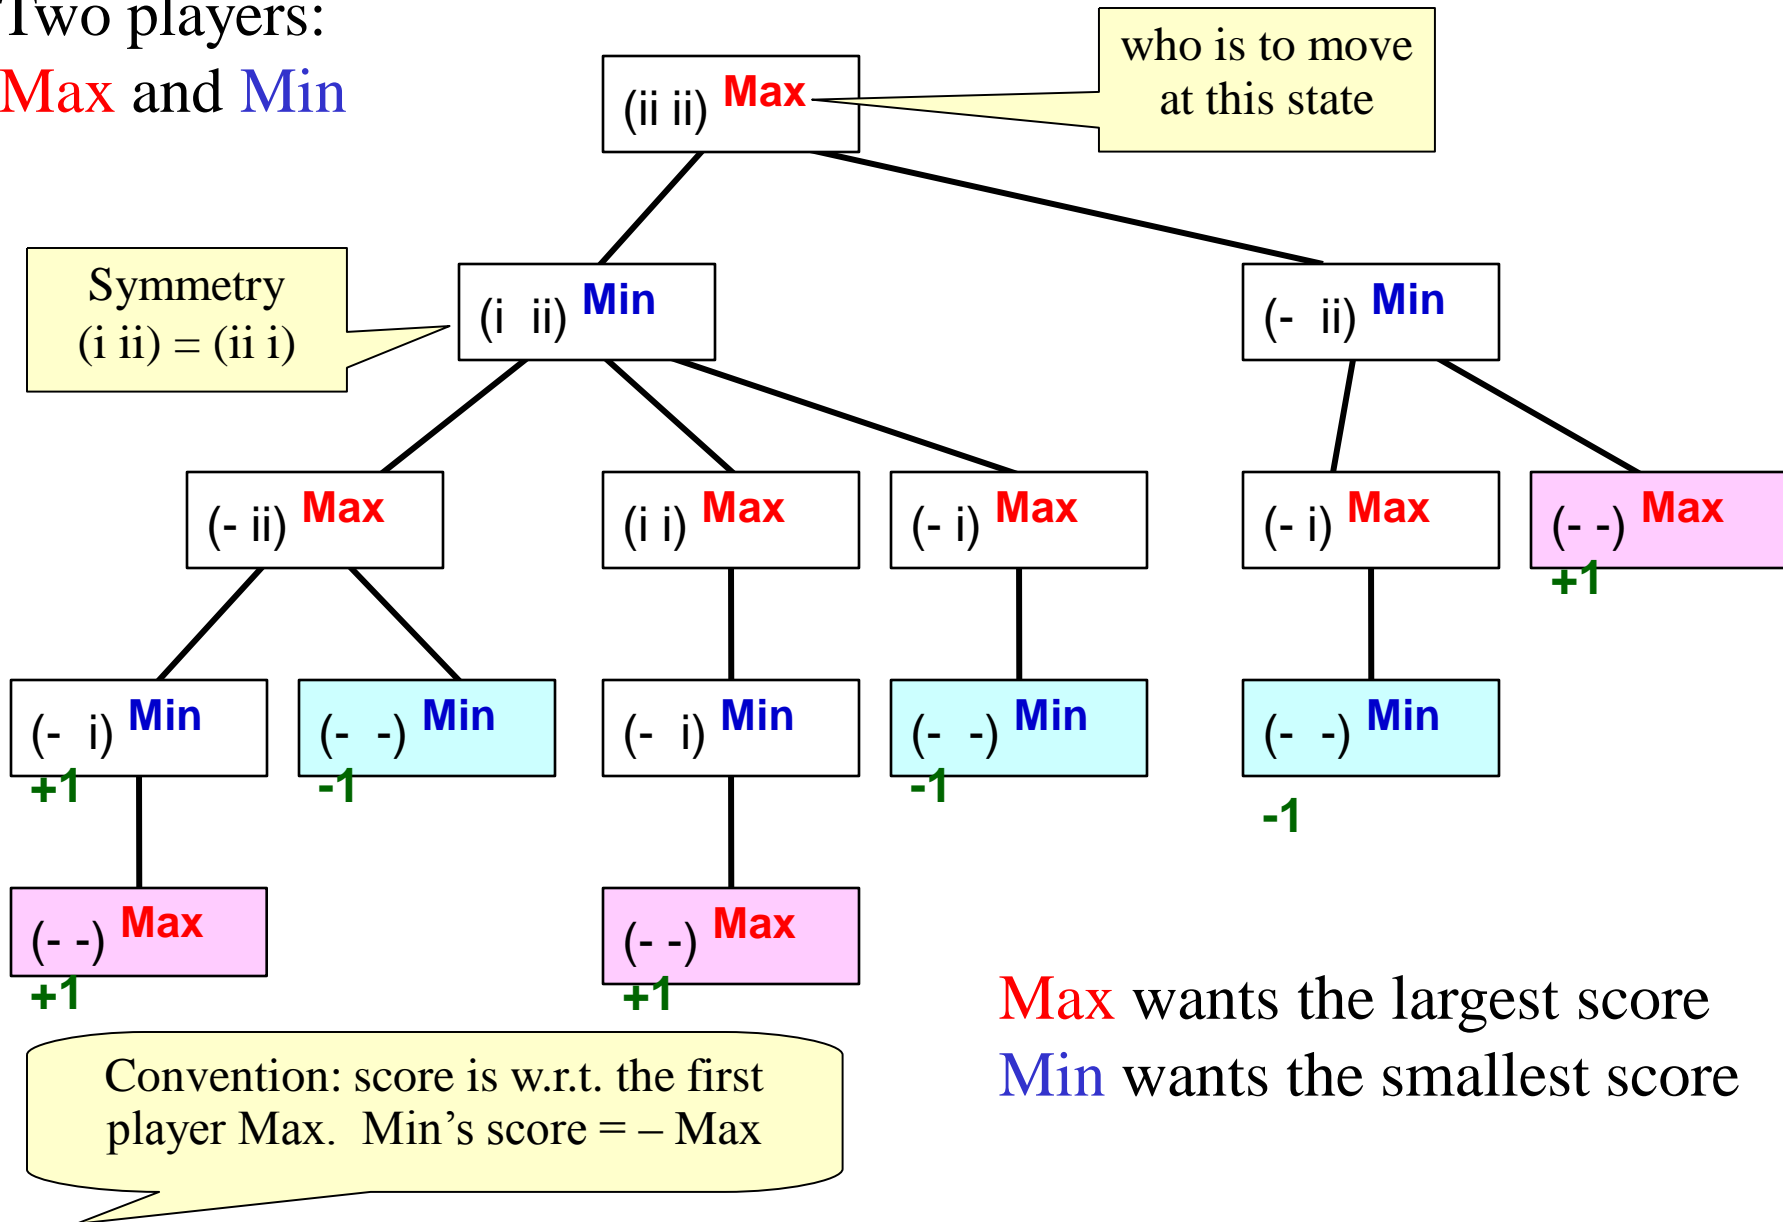 Two players:
Max and Min
(ii ii) Max
who is to move
at this state
Symmetry
(i ii) = (ii i)
(i ii) Min
(- ii) Min
(- ii) Max
(i i) Max
(- i) Max
(- i) Max
(- -) Max
+1
(- i) Min
+1
(- -) Min
-1
(- i) Min
(- -) Min
-1
(- -) Min
-1
(- -) Max
+1
(- -) Max
+1
Max wants the largest score
Min wants the smallest score
Convention: score is w.r.t. the first
player Max. Min’s score = – Max